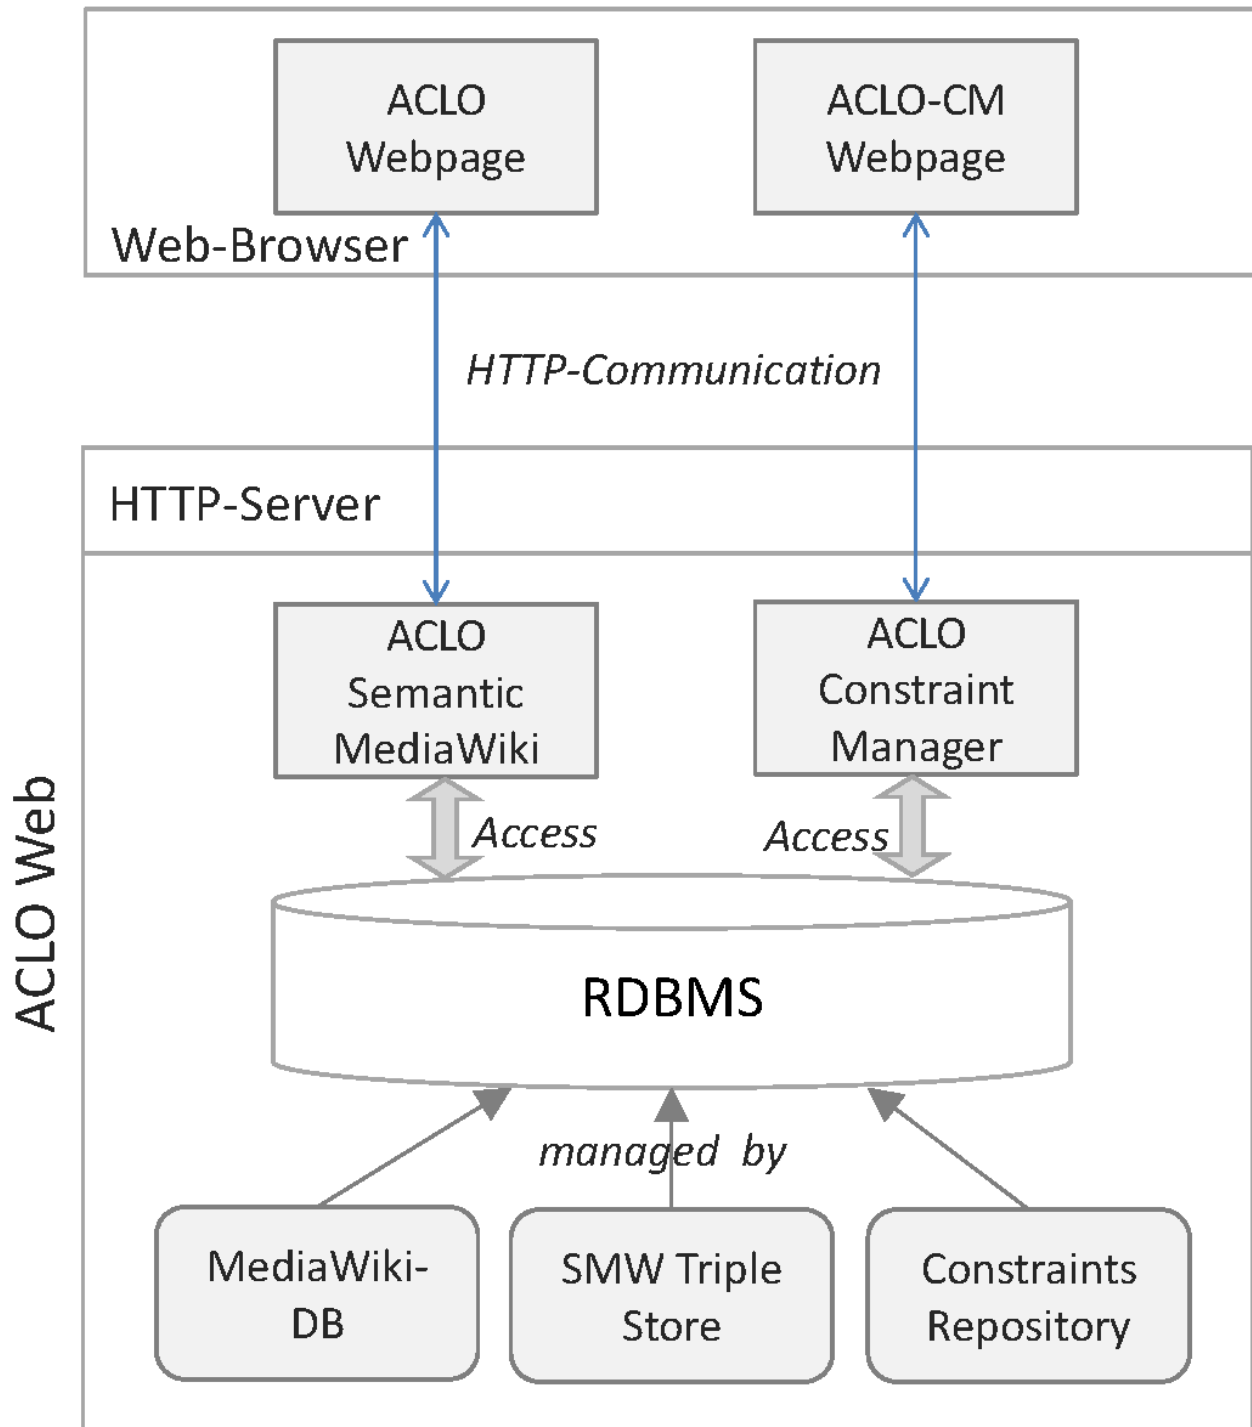 ACLO
Webpage
ACLO-CM
Webpage
Web-Browser
HTTP-Communication
HTTP-Server
ACLO
Semantic
MediaWiki
ACLO
Constraint
Manager
Access
Access
ACLO Web
RDBMS
managed by
MediaWiki-
DB
SMW Triple
Store
Constraints
Repository